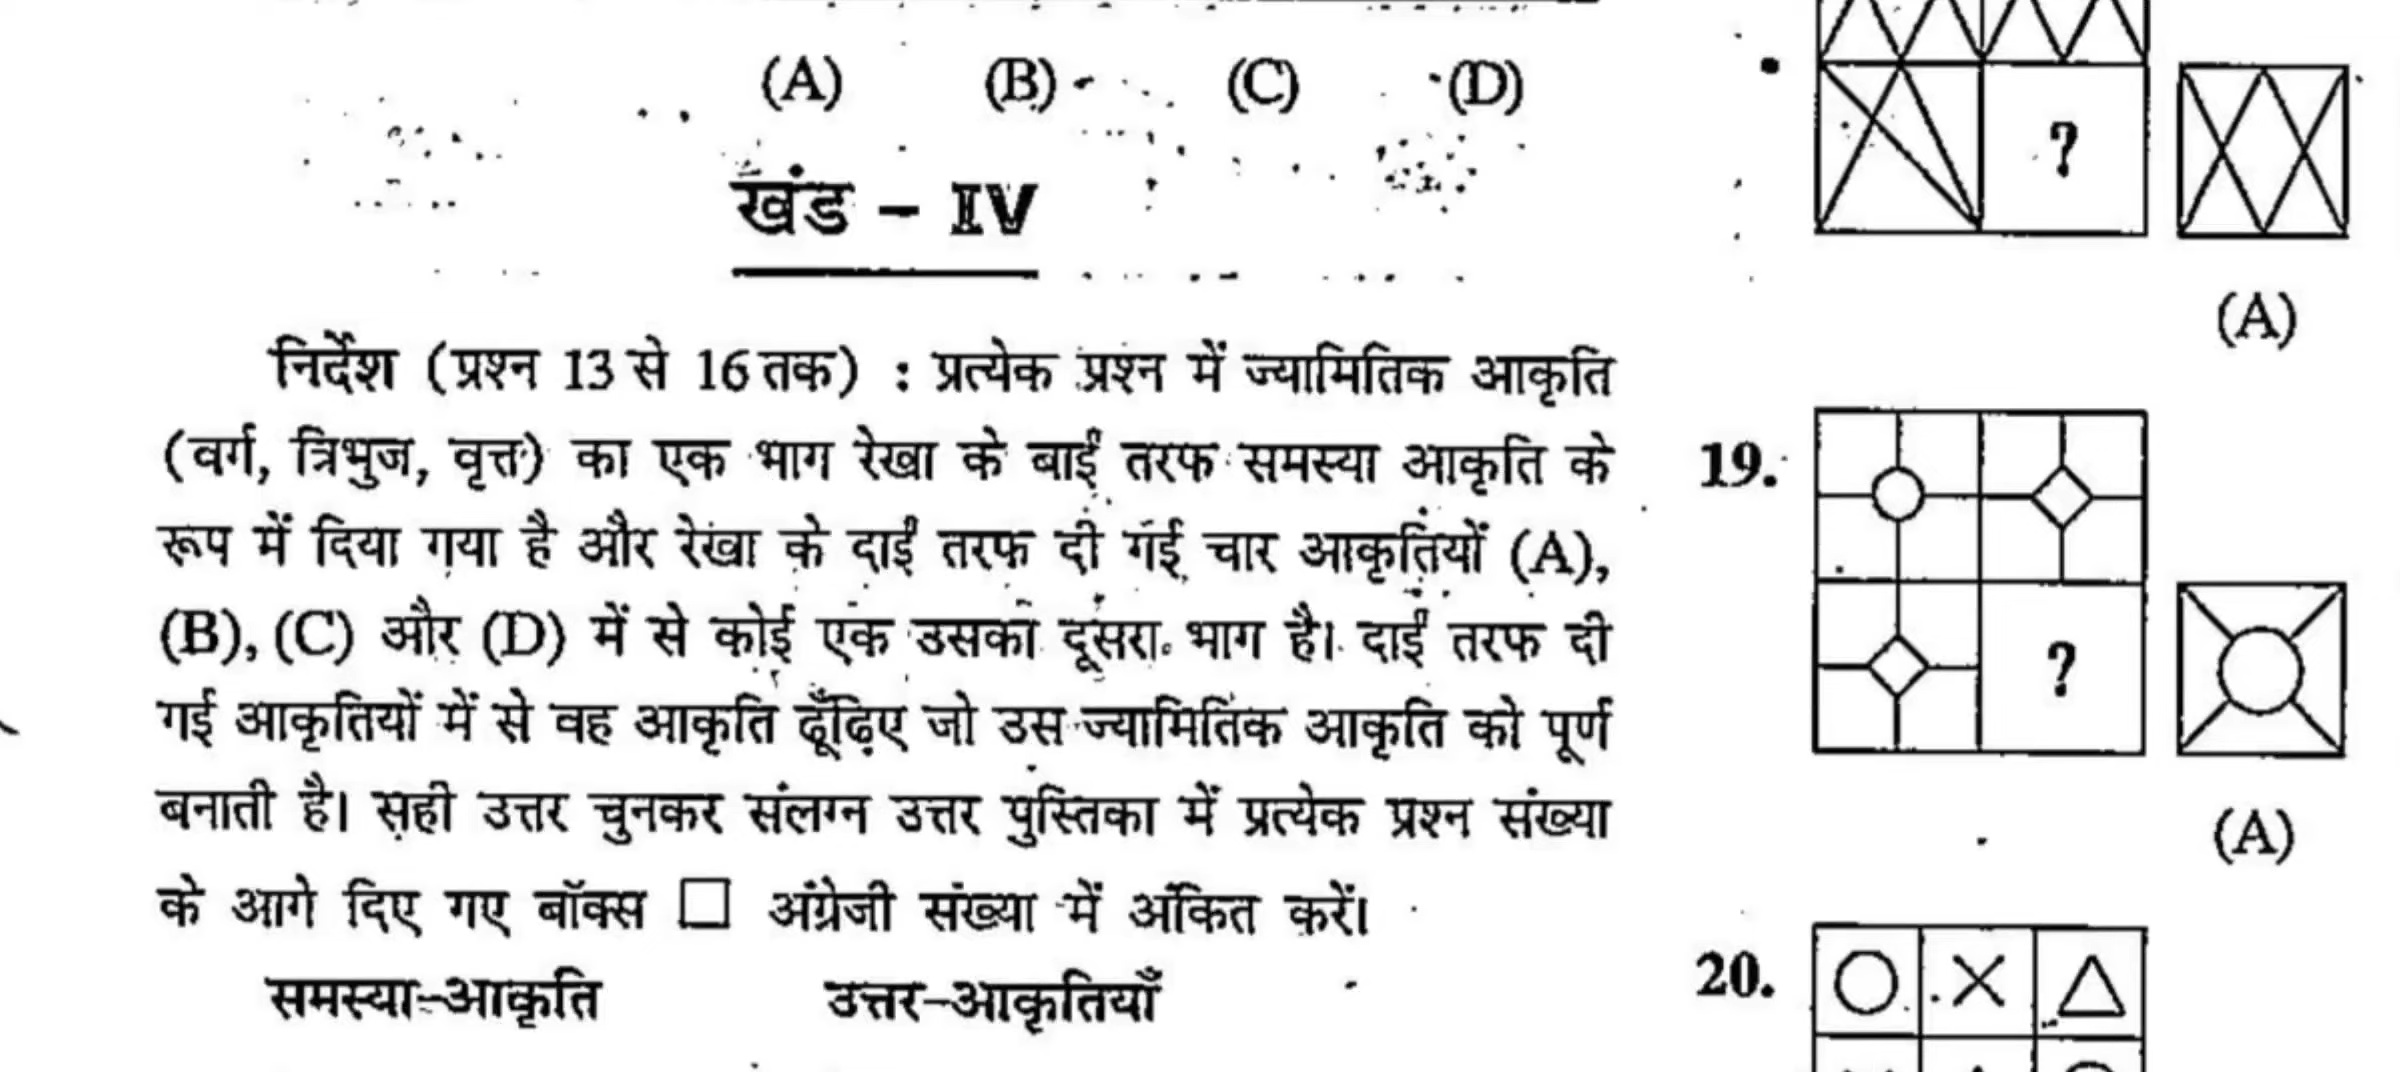 (A) (B) (C) (D)
खंड – IV
निर्देश (प्रश्न 13 से 16 तक) : प्रत्येक प्रश्न में ज्यामितिक आकृति
(वर्ग, त्रिभुज, वृत्त) का एक भाग रेखा के बाईं तरफ समस्या आकृति के
रूप में दिया गया है और रेखा के दाईं तरफ दी गई चार आकृतियों (A),
(B), (C) और (D) में से कोई एक उसका दूसरा भाग है। दाईं तरफ दी
गई आकृतियों में से वह आकृति ढूँढ़िए जो उस ज्यामितिक आकृति को पूर्ण
बनाती है। सही उत्तर चुनकर संलग्न उत्तर पुस्तिका में प्रत्येक प्रश्न संख्या
के आगे दिए गए बॉक्स □ अंग्रेजी संख्या में अंकित करें।
समस्या-आकृति उत्तर-आकृतियाँ
?
(A)
19.
?
(A)
20.